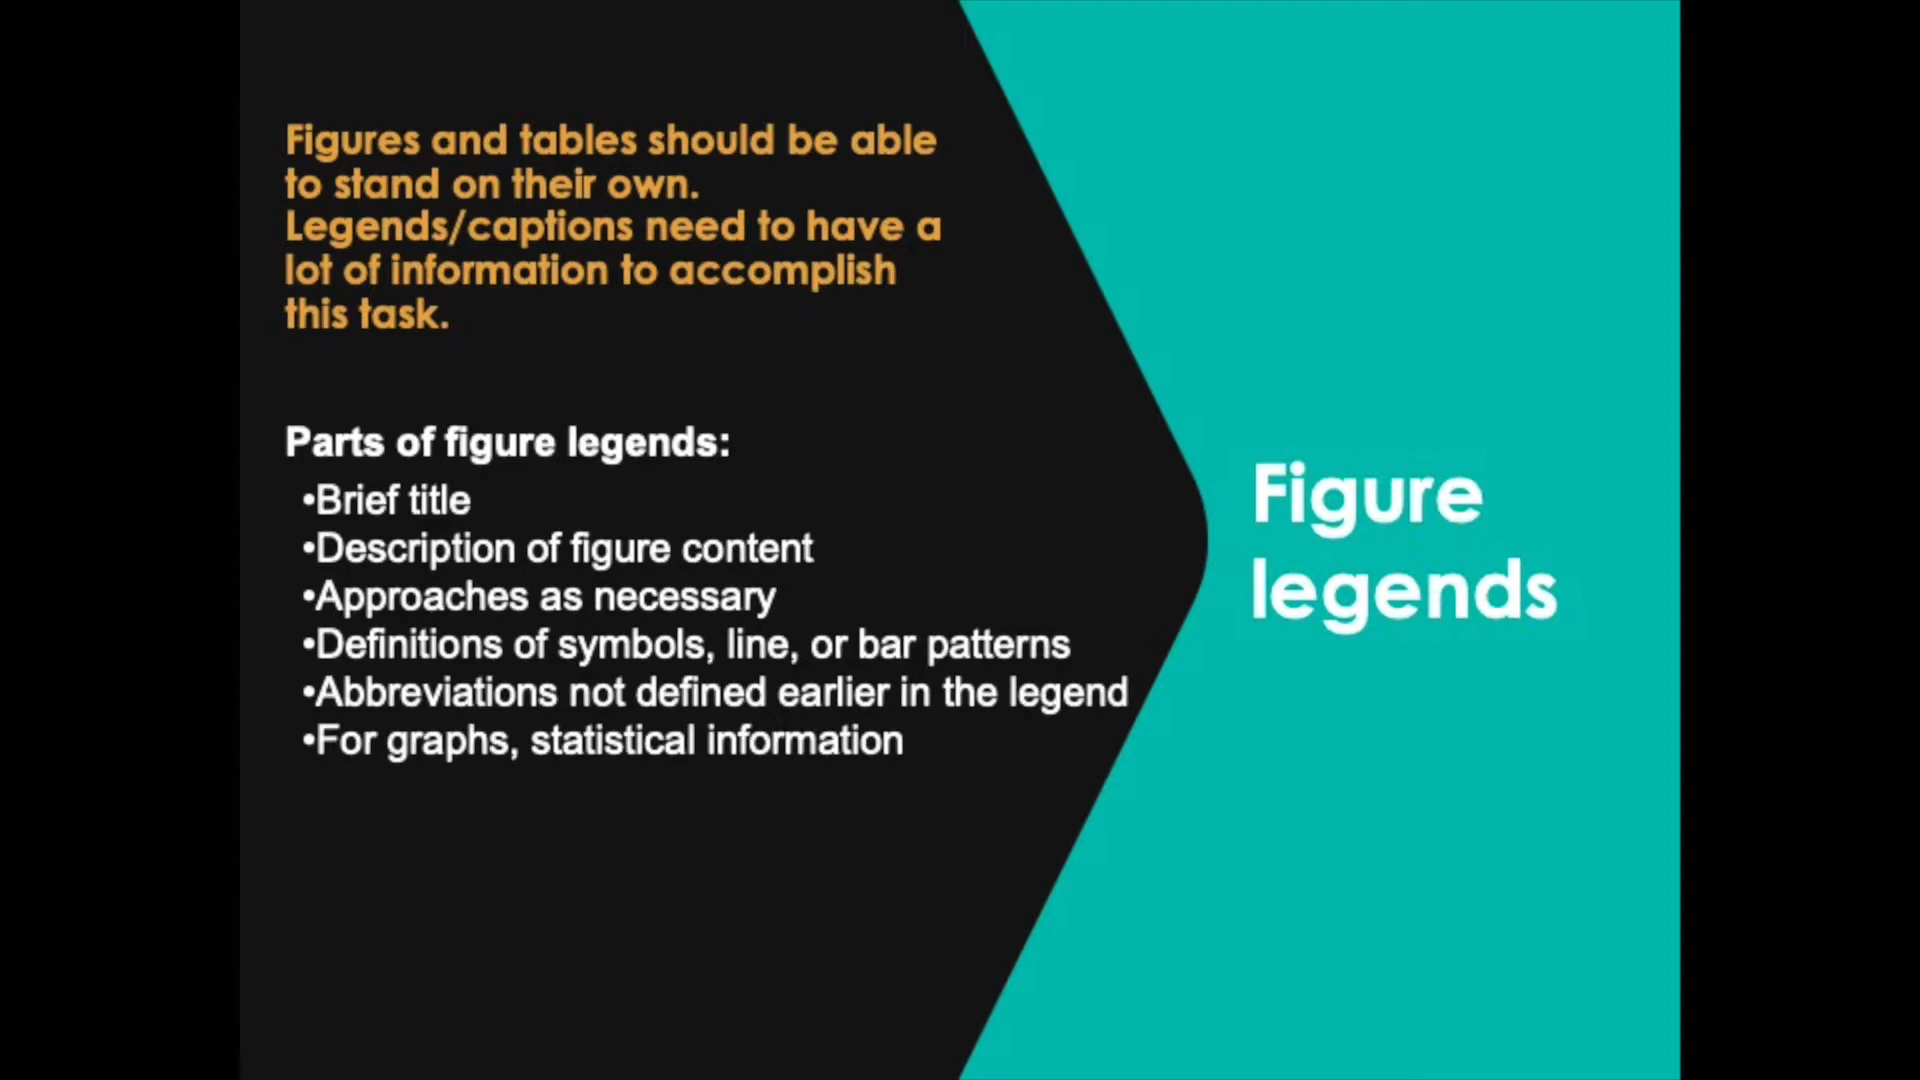 Figures and tables should be able
to stand on their own.
Legends/captions need to have a
lot of information to accomplish
this task.
Parts of figure legends:
•Brief title
•Description of figure content
•Approaches as necessary
•Definitions of symbols, line, or bar patterns
•Abbreviations not defined earlier in the legend
•For graphs, statistical information
Figure
legends